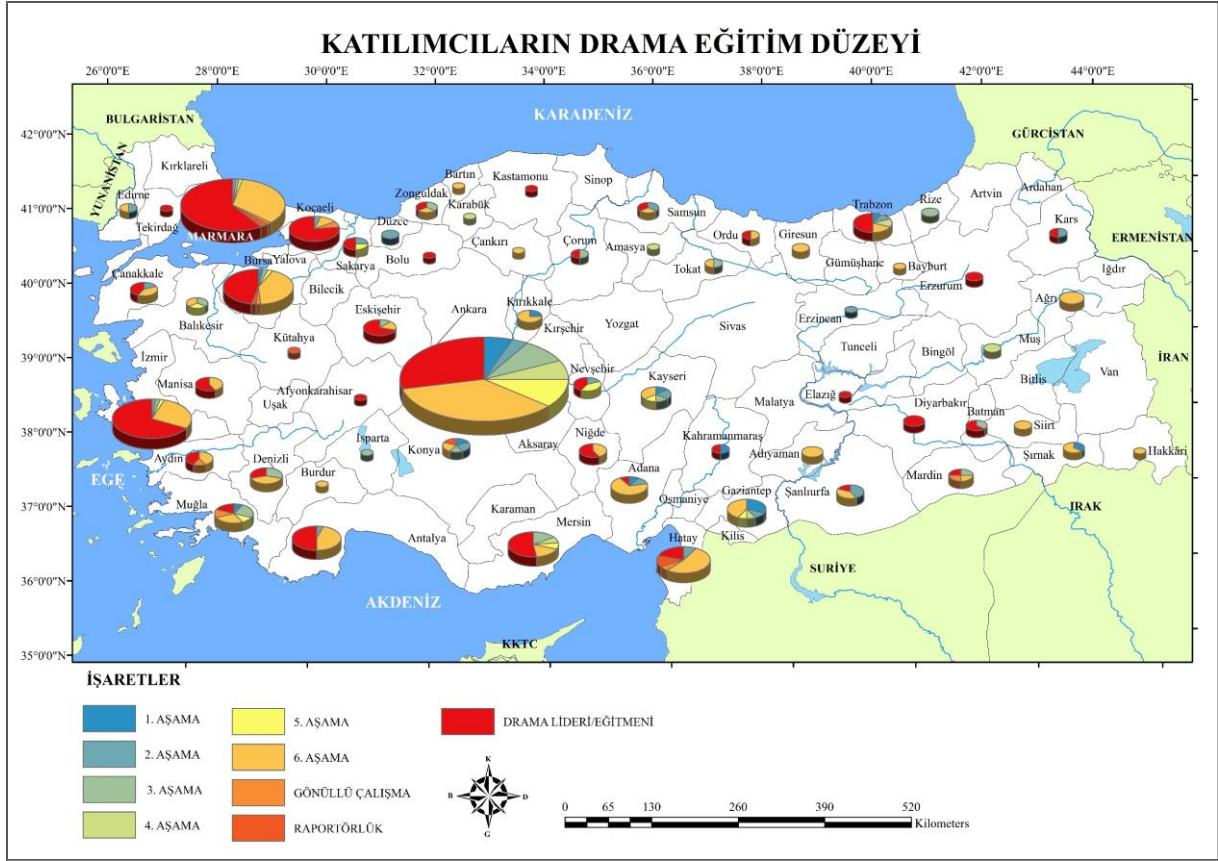 KATILIMCILARIN DRAMA EĞİTİM DÜZEYİ
26°0'0"E 28°0'0"E 30°0'0"E 32°0'0"E 34°0'0"E 36°0'0"E 38°0'0"E 40°0'0"E 42°0'0"E 44°0'0"E
42°0'0"N
41°0'0"N
40°0'0"N
39°0'0"N
38°0'0"N
37°0'0"N
36°0'0"N
35°0'0"N
BULGARİSTAN
KARADENİZ
GÜRCİSTAN
YUNANİSTAN
ERMENİSTAN
İRAN
IRAK
SURİYE
KKTC
AKDENİZ
EGE
MARMARA
Kırklareli
Edirne
Tekirdağ
Kocaeli
Yalova
Bursa
Sakarya
Düzce
Bolu
Zonguldak
Bartın
Karabük
Kastamonu
Sinop
Çankırı
Çorum
Amasya
Samsun
Tokat
Ordu
Giresun
Gümüşhane
Trabzon
Rize
Bayburt
Artvin
Ardahan
Kars
Iğdır
Erzurum
Ağrı
Erzincan
Çanakkale
Balıkesir
Bilecik
Eskişehir
Kütahya
Ankara
Kırıkkale
Kırşehir
Yozgat
Sivas
Tunceli
Bingöl
Muş
Bitlis
Van
İzmir
Manisa
Uşak
Afyonkarahisar
Nevşehir
Kayseri
Malatya
Elazığ
Diyarbakır
Batman
Siirt
Şırnak
Hakkâri
Aydın
Denizli
Isparta
Burdur
Konya
Aksaray
Niğde
Kahramanmaraş
Adıyaman
Mardin
Şanlıurfa
Gaziantep
Kilis
Muğla
Antalya
Karaman
Mersin
Adana
Osmaniye
Hatay
İŞARETLER
1. AŞAMA
2. AŞAMA
3. AŞAMA
4. AŞAMA
5. AŞAMA
6. AŞAMA
GÖNÜLLÜ ÇALIŞMA
RAPORTÖRLÜK
DRAMA LİDERİ/EĞİTMENİ
K
B D
G
0 65 130 260 390 520
Kilometers